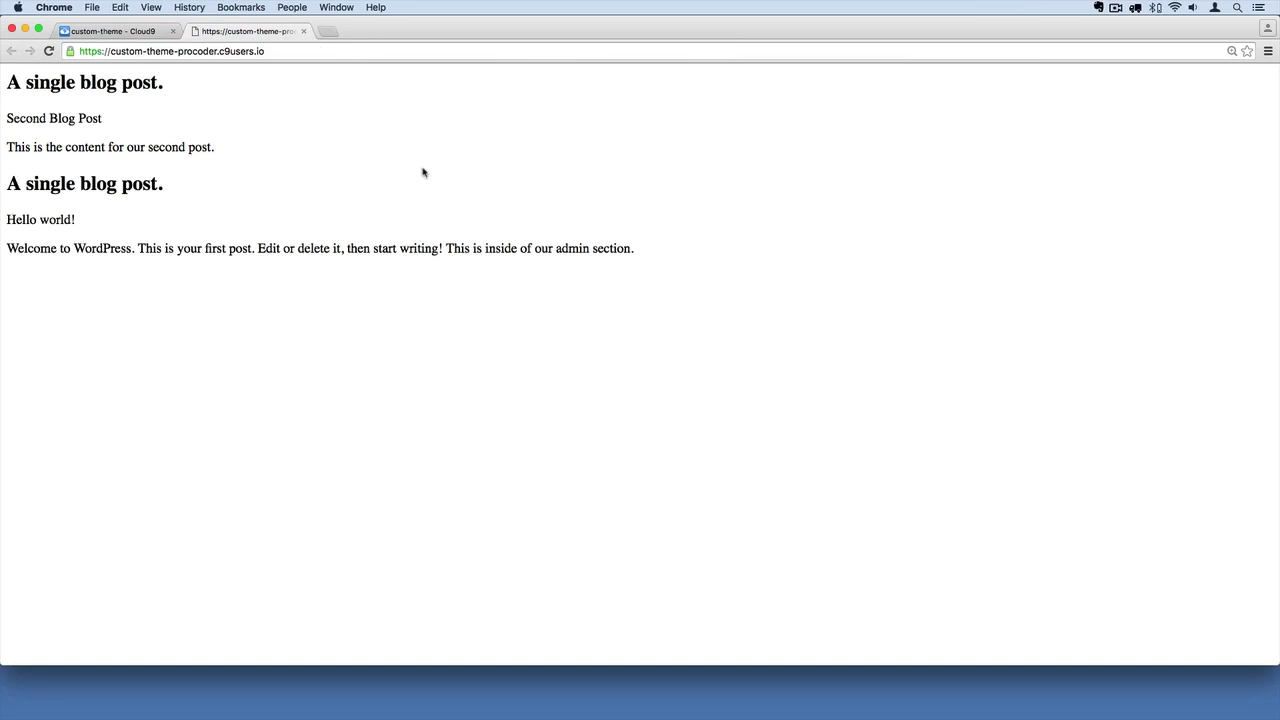 Chrome File Edit View History Bookmarks People Window Help
custom-theme - Cloud9
https://custom-theme-proc
https://custom-theme-procoder.c9users.io
A single blog post.
Second Blog Post
This is the content for our second post.
A single blog post.
Hello world!
Welcome to WordPress. This is your first post. Edit or delete it, then start writing! This is inside of our admin section.